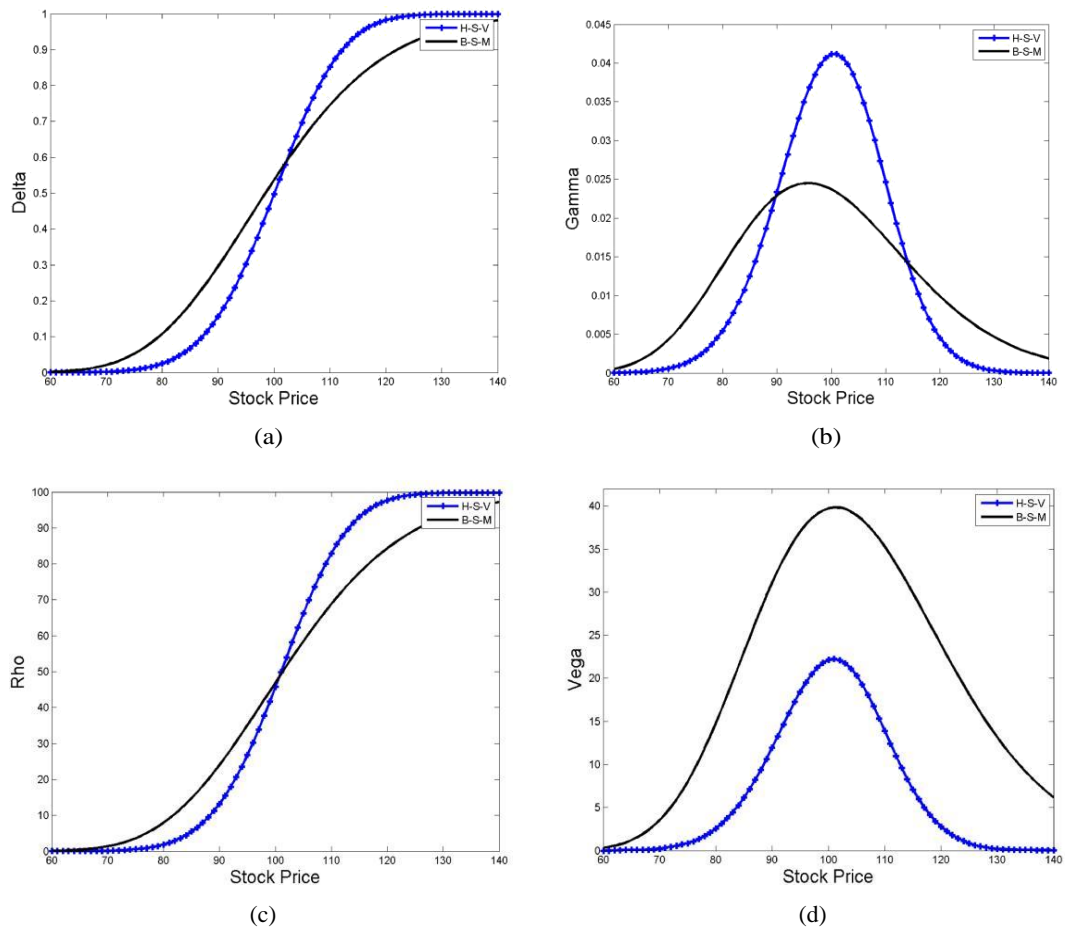 1
0.9
0.8
0.7
0.6
0.5
0.4
0.3
0.2
0.1
0
Delta
H-S-V
B-S-M
60 70 80 90 100 110 120 130 140
Stock Price
(a)
0.045
0.04
0.035
0.03
0.025
0.02
0.015
0.01
0.005
0
Gamma
H-S-V
B-S-M
60 70 80 90 100 110 120 130 140
Stock Price
(b)
100
90
80
70
60
50
40
30
20
10
0
Rho
H-S-V
B-S-M
60 70 80 90 100 110 120 130 140
Stock Price
(c)
40
35
30
25
20
15
10
5
0
Vega
H-S-V
B-S-M
60 70 80 90 100 110 120 130 140
Stock Price
(d)